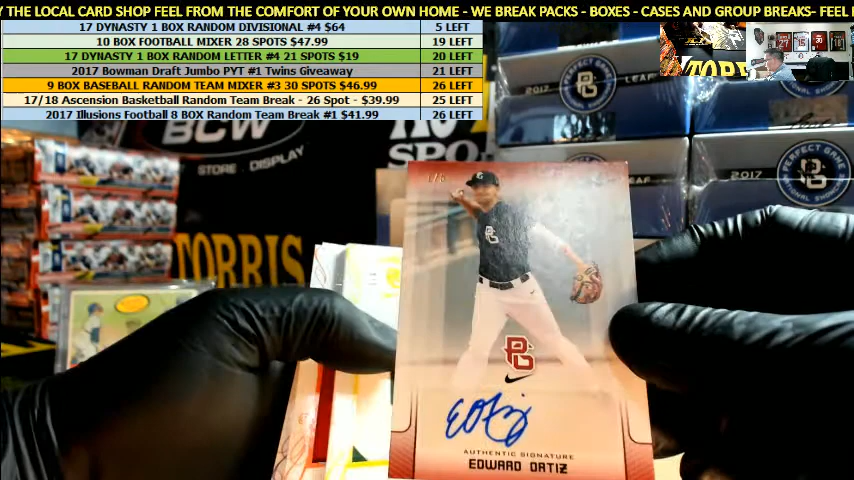 Y THE LOCAL CARD SHOP FEEL FROM THE COMFORT OF YOUR OWN HOME - WE BREAK PACKS - BOXES - CASES AND GROUP BREAKS- FEEL
17 DYNASTY 1 BOX RANDOM DIVISIONAL #4 $64 5 LEFT
10 BOX FOOTBALL MIXER 28 SPOTS $47.99 19 LEFT
17 DYNASTY 1 BOX RANDOM LETTER #4 21 SPOTS $19 20 LEFT
2017 Bowman Draft Jumbo PYT #1 Twins Giveaway 21 LEFT
9 BOX BASEBALL RANDOM TEAM MIXER #3 30 SPOTS $46.99 26 LEFT
17/18 Ascension Basketball Random Team Break - 26 Spot - $39.99 25 LEFT
2017 Illusions Football 8 BOX Random Team Break #1 $41.99 26 LEFT
BCW
STORE DISPLAY
SPO
TORRIS
2017 PERFECT GAME LEAF
PERFECT GAME
2017
LEAF
PG
PG
AUTHENTIC SIGNATURE
EDWARD ORTIZ